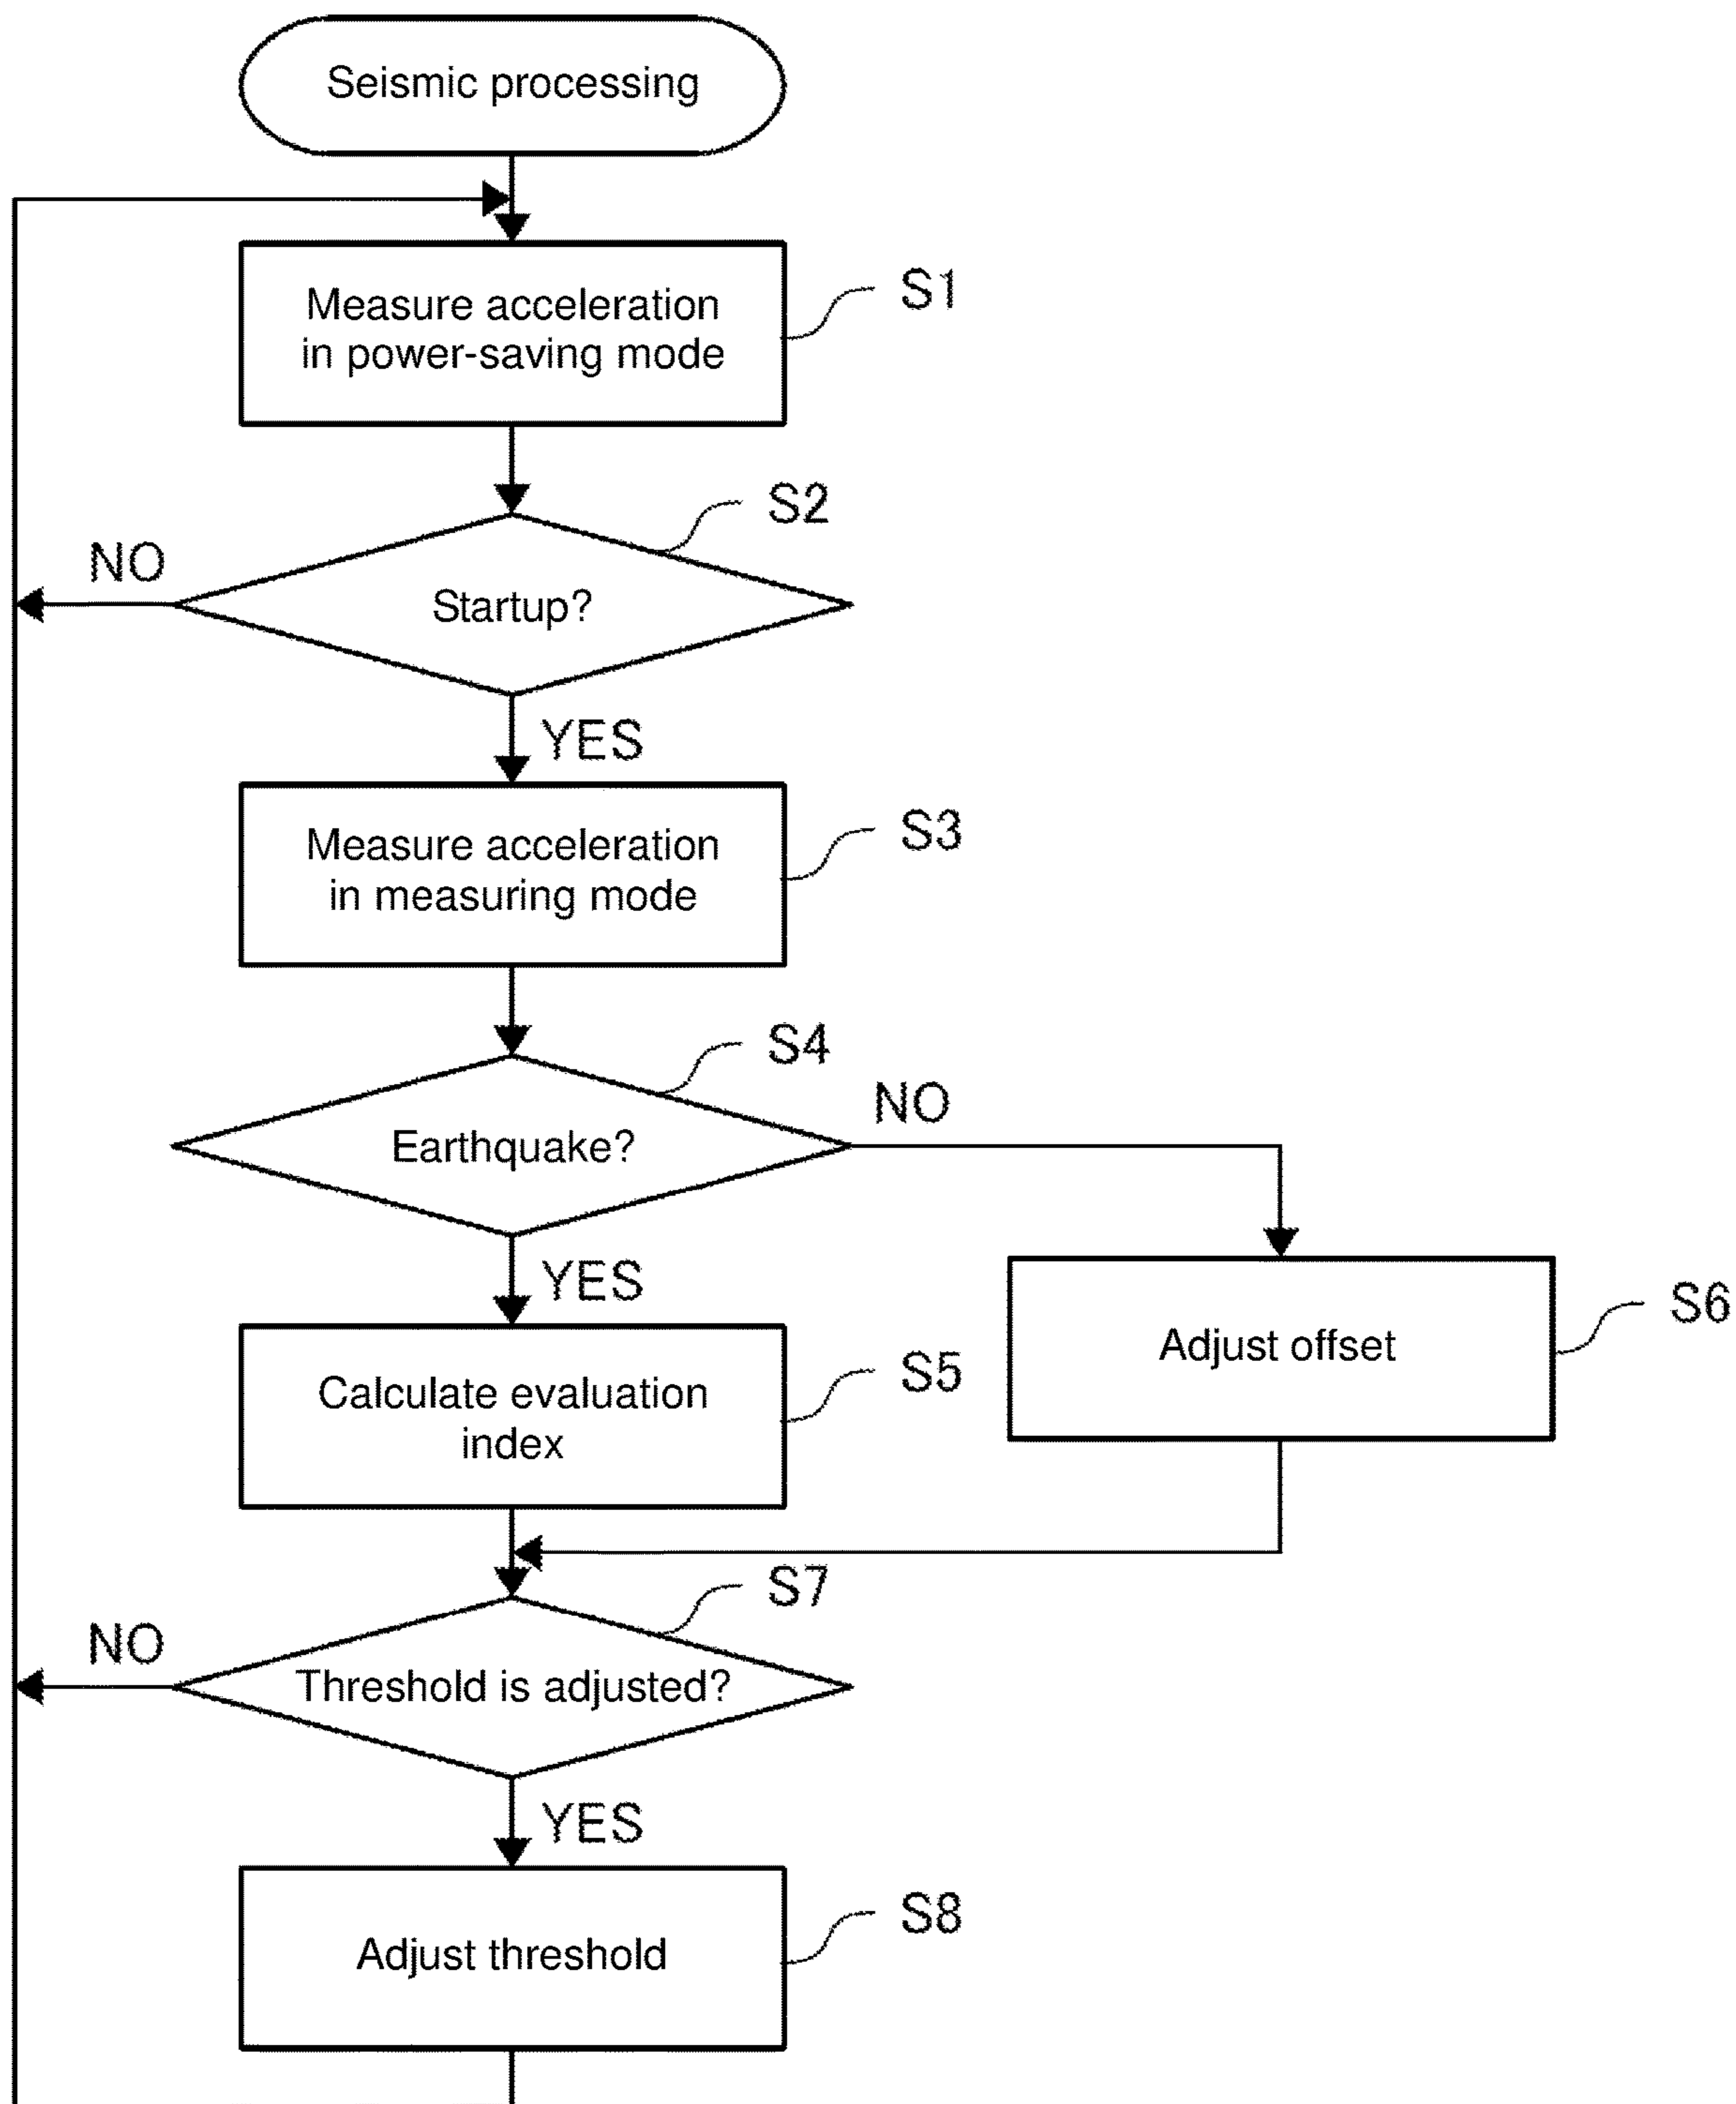 Seismic processing
Measure acceleration
in power-saving mode
S1
S2
NO
Startup?
YES
Measure acceleration
in measuring mode
S3
S4
NO
Earthquake?
YES
S6
Adjust offset
Calculate evaluation
index
S5
S7
NO
Threshold is adjusted?
YES
Adjust threshold
S8